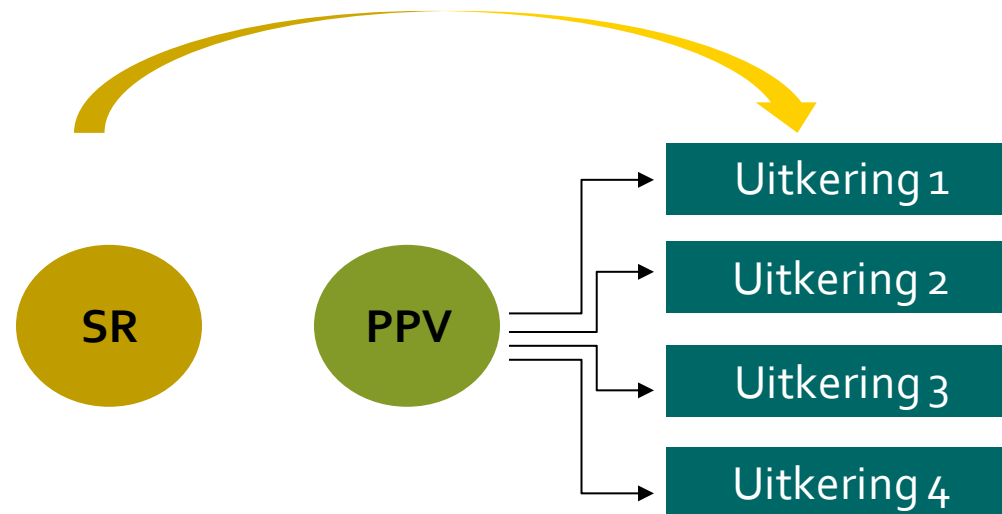 Uitkering 1
Uitkering 2
SR
PPV
Uitkering 3
Uitkering 4